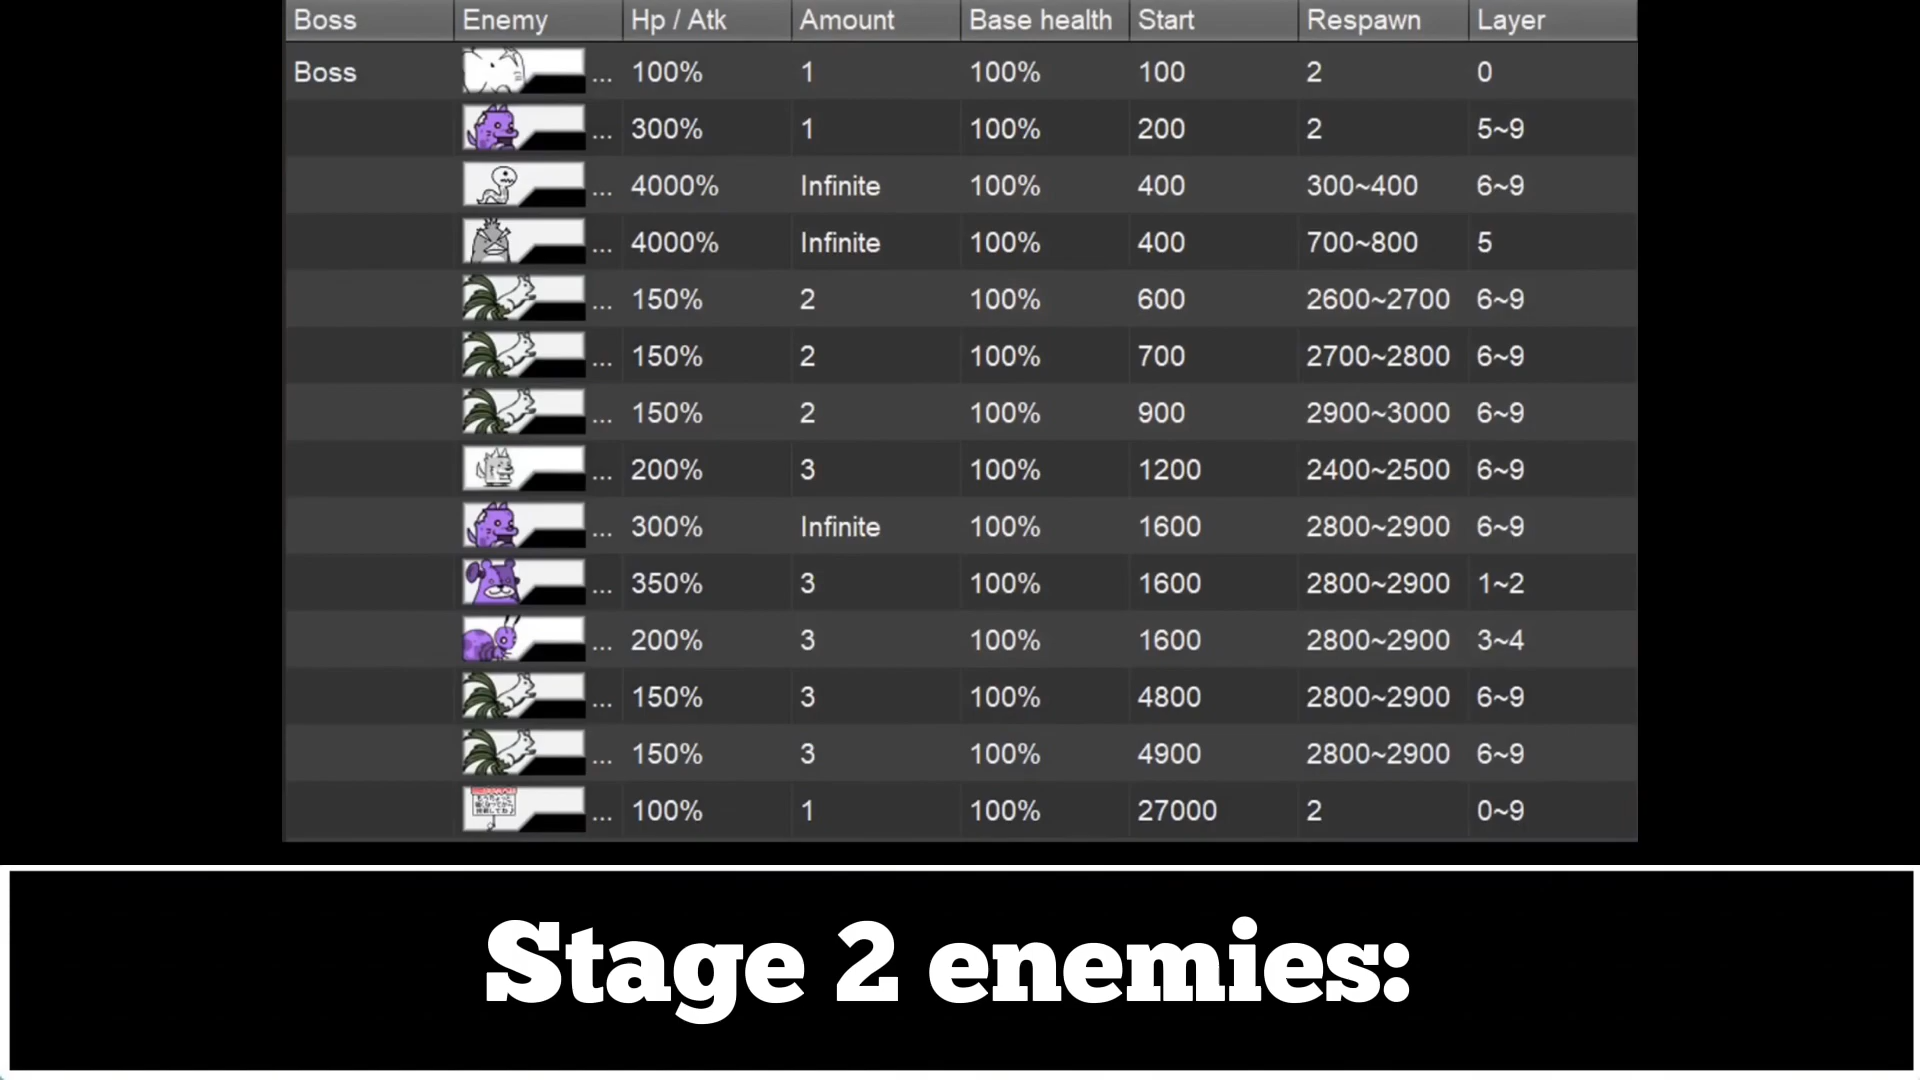 Boss Enemy Hp / Atk Amount Base health Start Respawn Layer
Boss ... 100% 1 100% 100 2 0
... 300% 1 100% 200 2 5~9
... 4000% Infinite 100% 400 300~400 6~9
... 4000% Infinite 100% 400 700~800 5
... 150% 2 100% 600 2600~2700 6~9
... 150% 2 100% 700 2700~2800 6~9
... 150% 2 100% 900 2900~3000 6~9
... 200% 3 100% 1200 2400~2500 6~9
... 300% Infinite 100% 1600 2800~2900 6~9
... 350% 3 100% 1600 2800~2900 1~2
... 200% 3 100% 1600 2800~2900 3~4
... 150% 3 100% 4800 2800~2900 6~9
... 150% 3 100% 4900 2800~2900 6~9
... 100% 1 100% 27000 2 0~9
Stage 2 enemies: